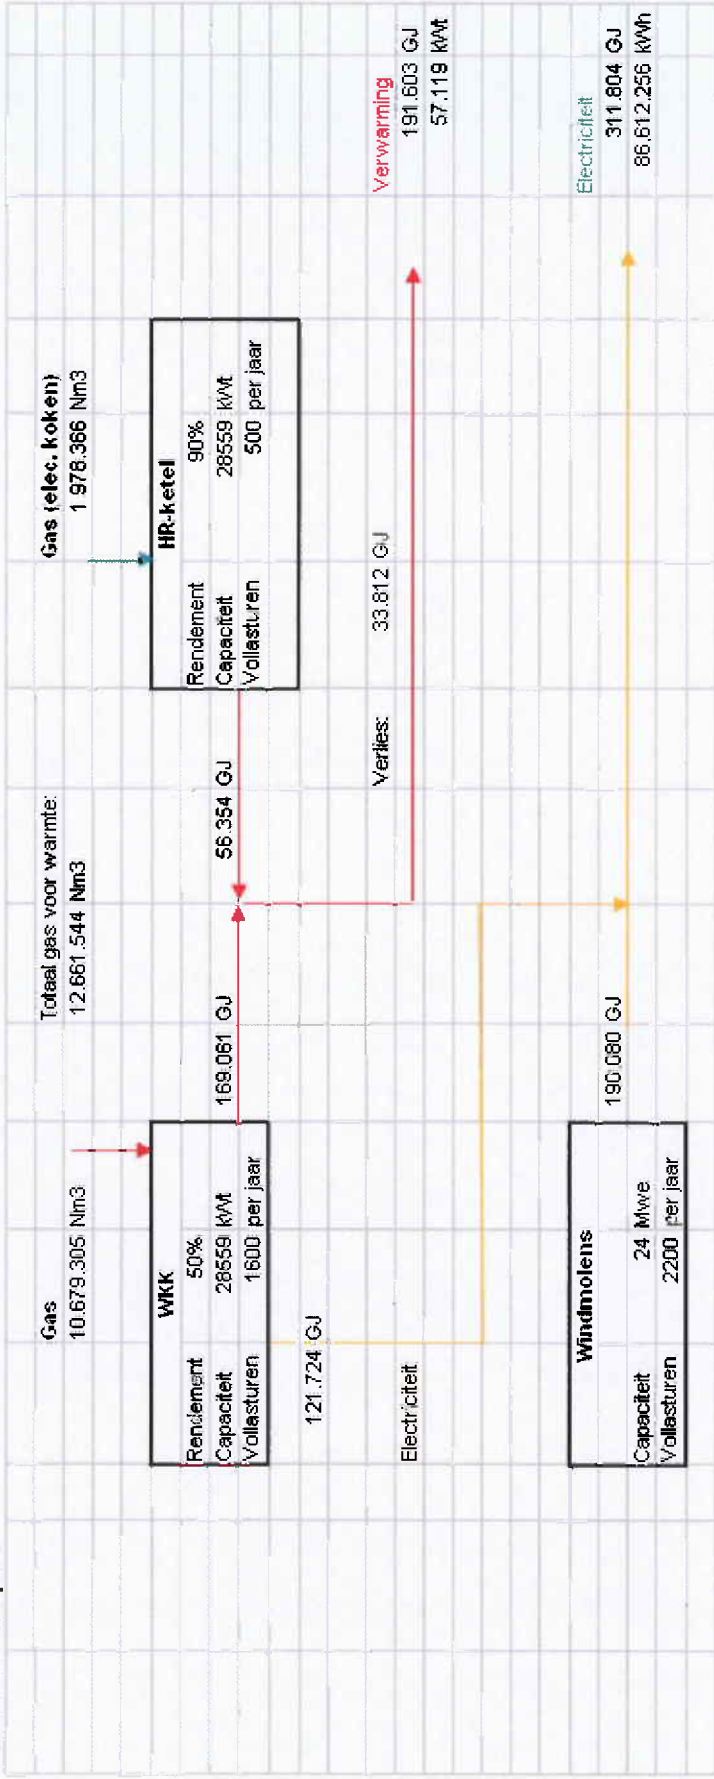 Gas
10.679.305 Nm3
Totaal gas voor warmte:
12.661.544 Nm3
Gas (elec. koken)
1 978.366 Nm3
WKK
Rendement 50%
Capaciteit 28559 kWt
Vollasturen 1600 per jaar
169.061 GJ
56.354 GJ
HR-ketel
Rendement 90%
Capaciteit 28559 kWt
Vollasturen 500 per jaar
121.724 GJ
Electriciteit
Verlies: 33.812 GJ
Verwarming
191.603 GJ
57.119 kWt
Windmolens
Capaciteit 24 Mwe
Vollasturen 2200 per jaar
190.080 GJ
Electriciteit
311.804 GJ
86.612.256 kWh